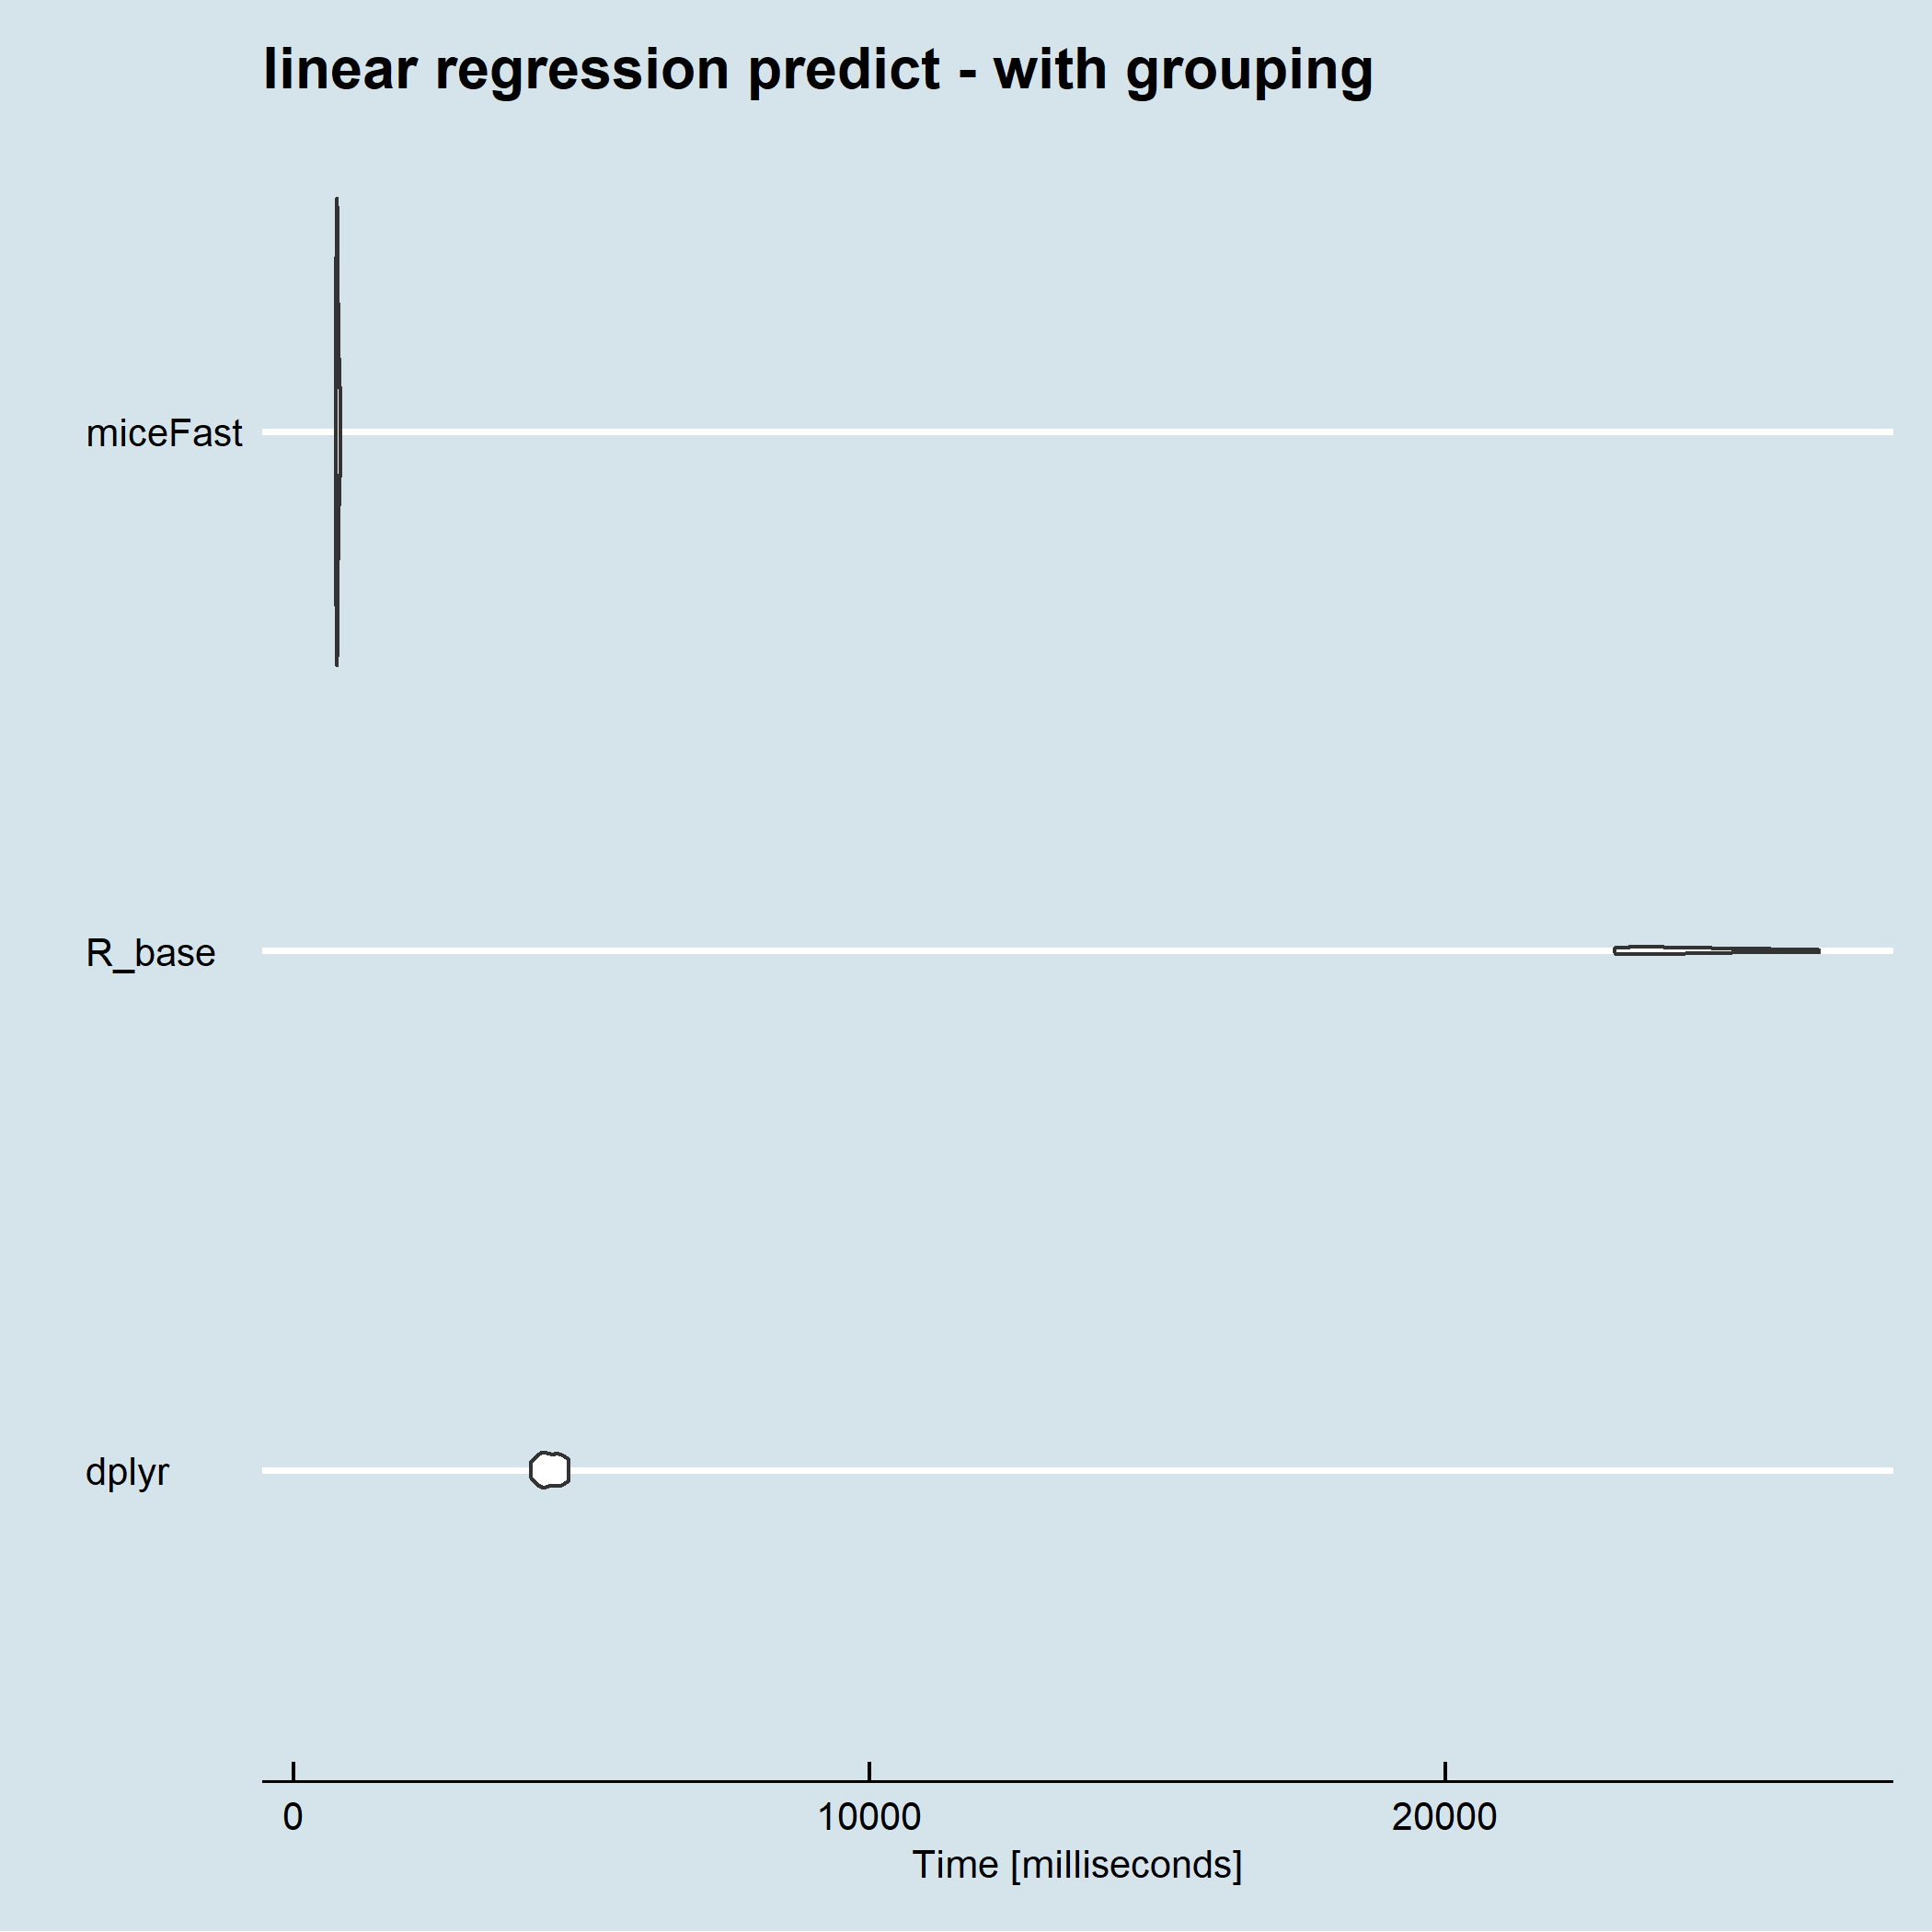 linear regression predict - with grouping
miceFast
R_base
dplyr
0 10000 20000
Time [milliseconds]